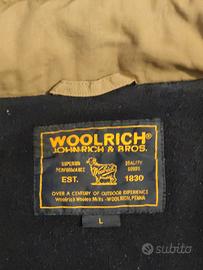 WOOLRICH®
JOHN RICH & BROS.
SUPERIOR PERFORMANCE
QUALITY GOODS
Woolrich
EST. 1830
OVER A CENTURY OF OUTDOOR EXPERIENCE
Woolrich Woolen Mills - WOOLRICH, PENNA
L
subito